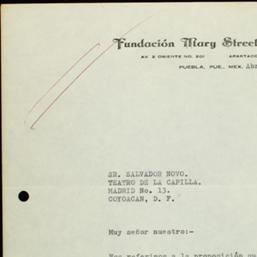 Fundación Mary Street
AV. 2 ORIENTE NO. 201 APARTADO
PUEBLA, PUE., MEX.
SR. SALVADOR NOVO.
TEATRO DE LA CAPILLA.
MADRID No. 13.
COYOACAN, D. F.
Muy señor nuestro:-
Nos referimos a la proposición